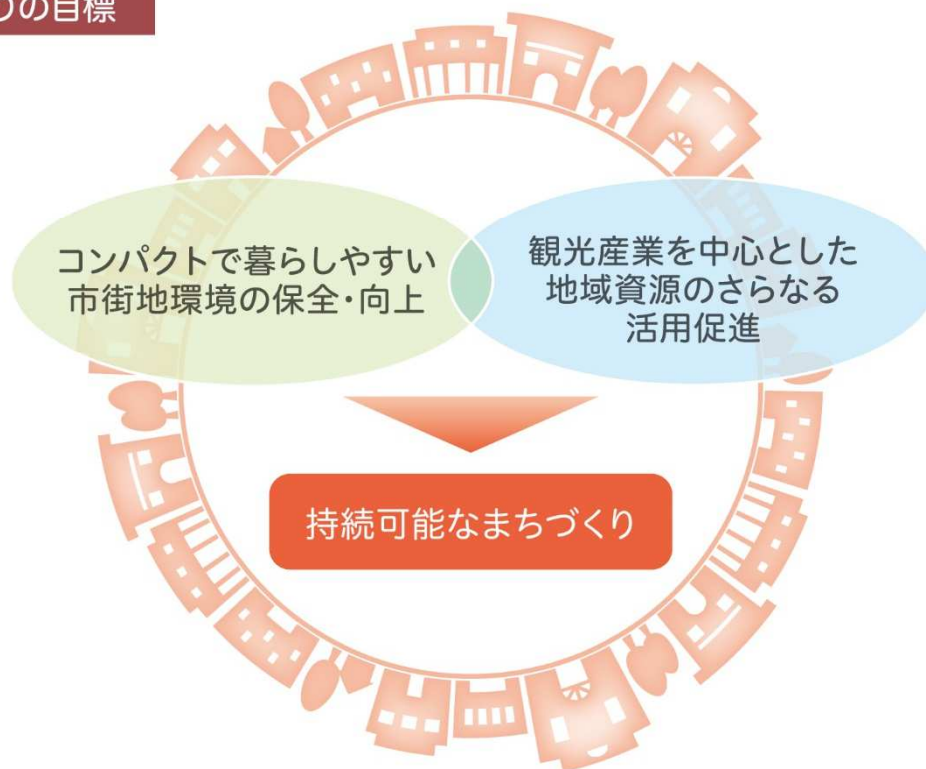 の目標
コンパクトで暮らしやすい
市街地環境の保全・向上
観光産業を中心とした
地域資源のさらなる
活用促進
持続可能なまちづくり